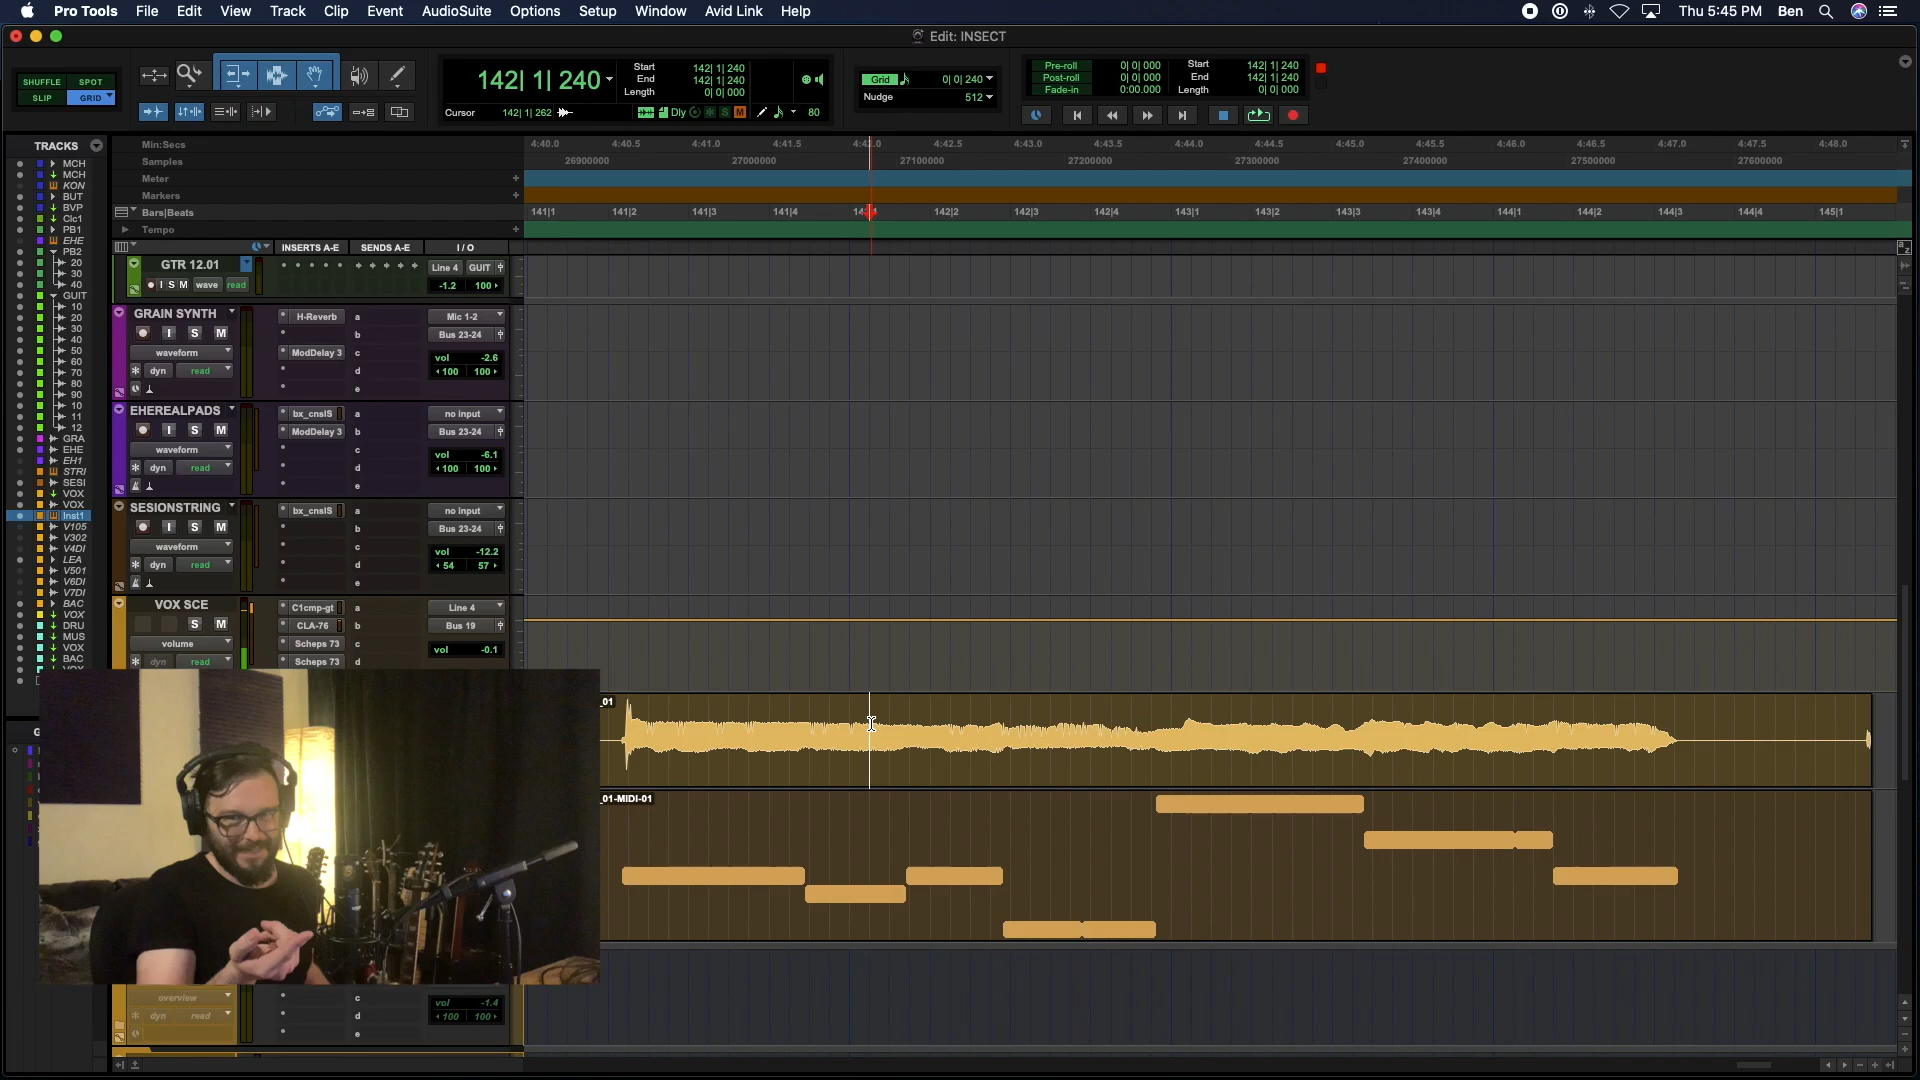 Pro Tools File Edit View Track Clip Event AudioSuite Options Setup Window Avid Link Help
Thu 5:45 PM Ben
Edit: INSECT
SHUFFLE SPOT
SLIP GRID
142| 1| 240
Start 142| 1| 240
End 142| 1| 240
Length 0| 0| 000
Cursor 142| 1| 262
Dly S M 80
Grid 0| 0| 240
Nudge 512
Pre-roll 0| 0| 000
Post-roll 0| 0| 000
Fade-in 0:00.000
Start 142| 1| 240
End 142| 1| 240
Length 0| 0| 000
TRACKS
MCH
MCH
KON
BUT
BVP
Clc1
PB1
EHE
PB2
20
30
40
GUIT
10
20
30
40
50
60
70
80
90
10
11
12
GRA
EHE
EH1
STRI
SESI
VOX
VOX
Inst1
V105
V302
V4DI
LEA
V501
V6DI
V7DI
BAC
VOX
DRU
MUS
VOX
BAC
Min:Secs
4:40.0 4:40.5 4:41.0 4:41.5 4:42.0 4:42.5 4:43.0 4:43.5 4:44.0 4:44.5 4:45.0 4:45.5 4:46.0 4:46.5 4:47.0 4:47.5 4:48.0
Samples
26900000 27000000 27100000 27200000 27300000 27400000 27500000 27600000
Meter
Markers
Bars|Beats
141|1 141|2 141|3 141|4 142|2 142|3 142|4 143|1 143|2 143|3 143|4 144|1 144|2 144|3 144|4 145|1
Tempo
INSERTS A-E SENDS A-E I / O
GTR 12.01
I S M wave read
Line 4 GUIT
-1.2 100
GRAIN SYNTH
I S M
waveform
dyn read
H-Reverb
ModDelay 3
a
b
c
d
e
Mic 1-2
Bus 23-24
vol -2.6
100 100
EHEREALPADS
I S M
waveform
dyn read
bx_cnslS
ModDelay 3
a
b
c
d
e
no input
Bus 23-24
vol -6.1
100 100
SESIONSTRING
I S M
waveform
dyn read
bx_cnslS
a
b
c
d
e
no input
Bus 23-24
vol -12.2
54 57
VOX SCE
S M
volume
dyn read
C1cmp-gt
CLA-76
Scheps 73
Scheps 73
a
b
c
d
Line 4
Bus 19
vol -0.1
_01
_01-MIDI-01
overview
dyn read
c
d
e
vol -1.4
100 100